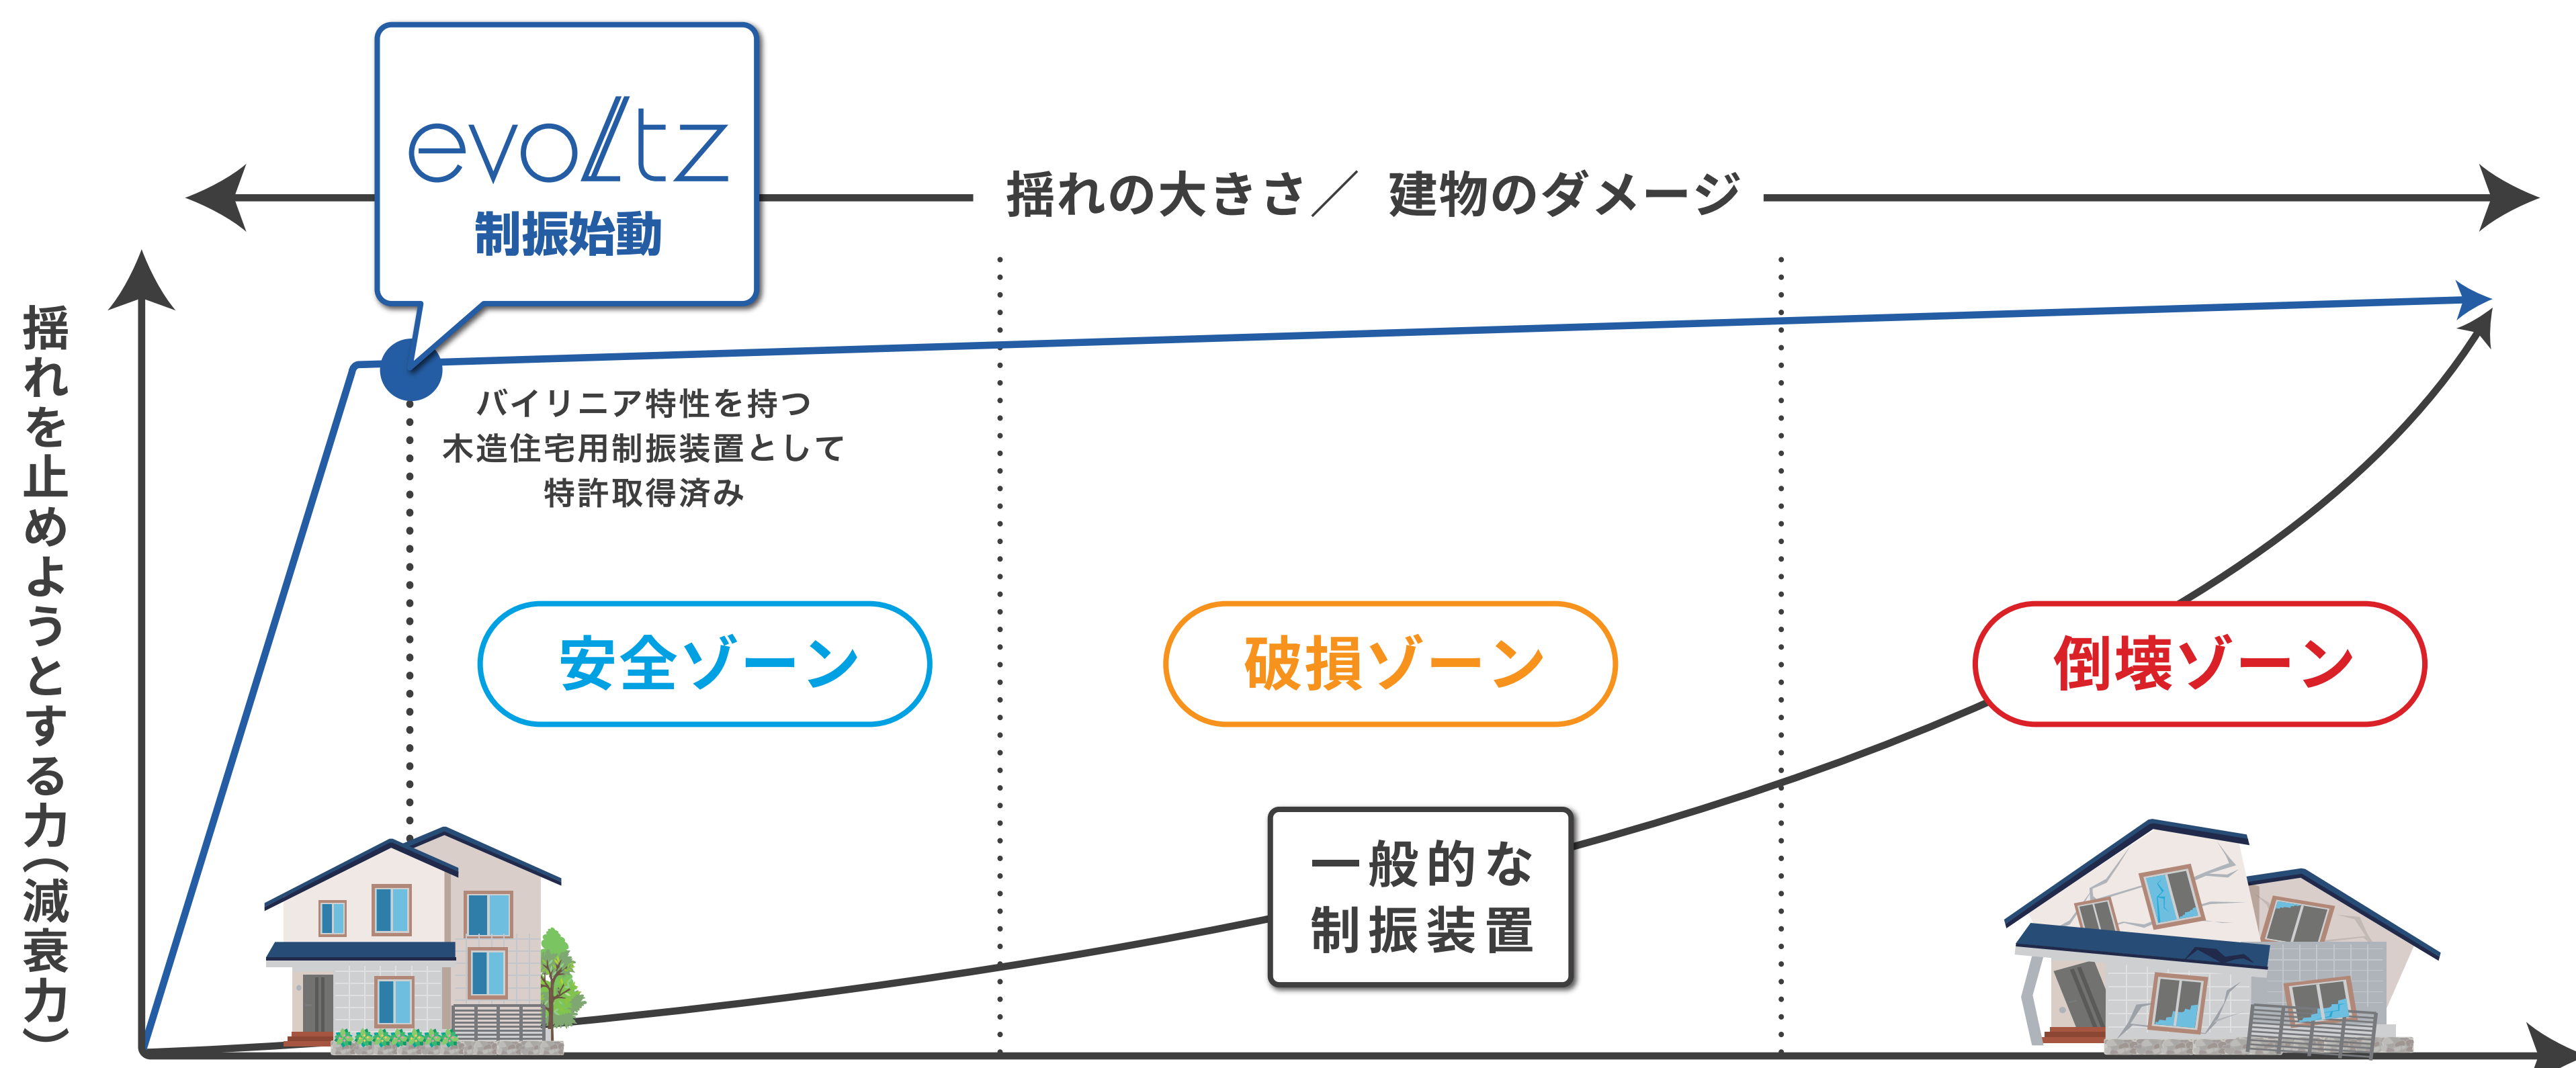 evoltz
制振始動
揺れの大きさ／ 建物のダメージ
揺れを止めようとする力（減衰力）
バイリニア特性を持つ
木造住宅用制振装置として
特許取得済み
安全ゾーン
破損ゾーン
倒壊ゾーン
一般的な
制振装置